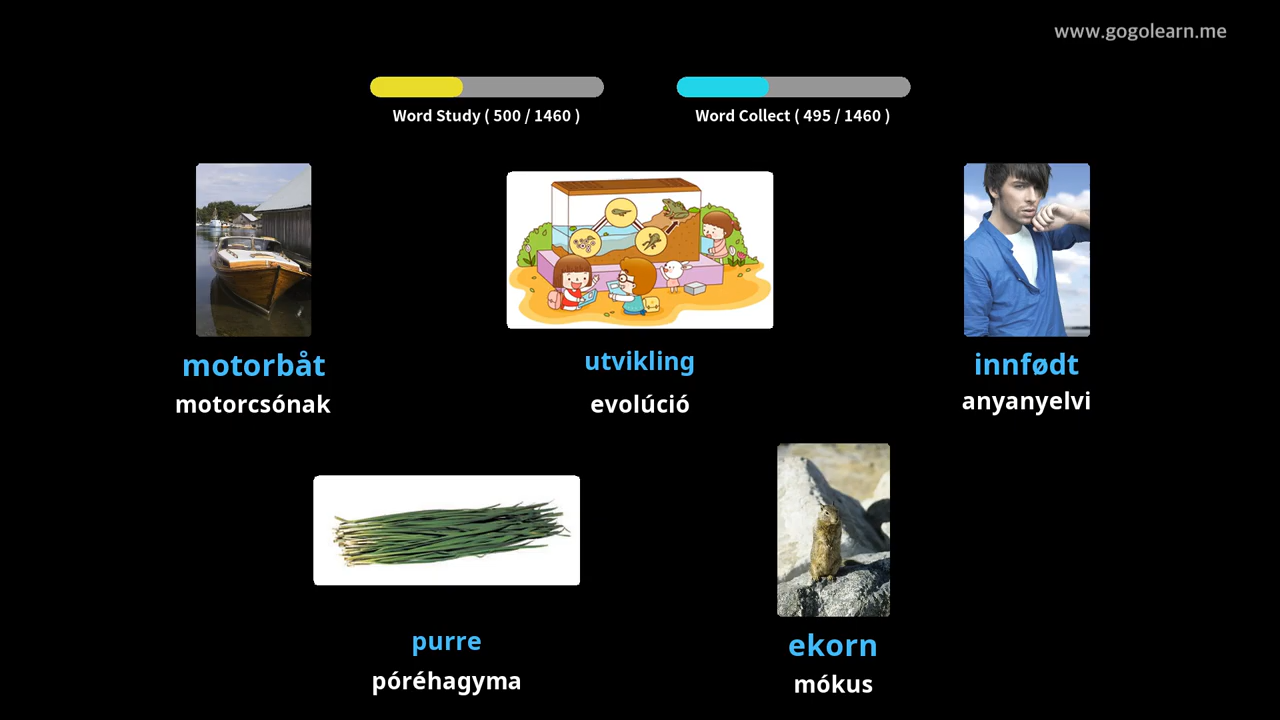 www.gogolearn.me
Word Study ( 500 / 1460 )
Word Collect ( 495 / 1460 )
motorbåt
motorcsónak
utvikling
evolúció
innfødt
anyanyelvi
purre
póréhagyma
ekorn
mókus